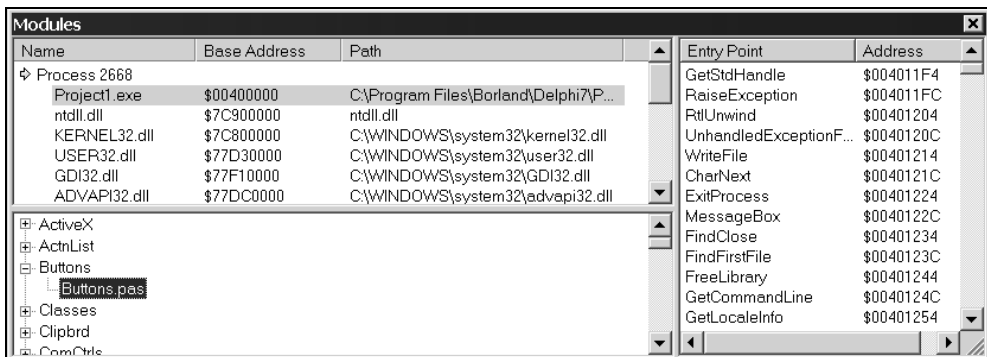 Modules
Name Base Address Path
Process 2668
Project1.exe $00400000 C:\Program Files\Borland\Delphi7\P...
ntdll.dll $7C900000 ntdll.dll
KERNEL32.dll $7C800000 C:\WINDOWS\system32\kernel32.dll
USER32.dll $77D30000 C:\WINDOWS\system32\user32.dll
GDI32.dll $77F10000 C:\WINDOWS\system32\GDI32.dll
ADVAPI32.dll $77DC0000 C:\WINDOWS\system32\advapi32.dll
ActiveX
ActnList
Buttons
Buttons.pas
Classes
Clipbrd
ComCtrls
Entry Point Address
GetStdHandle $004011F4
RaiseException $004011FC
RtlUnwind $00401204
UnhandledExceptionF... $0040120C
WriteFile $00401214
CharNext $0040121C
ExitProcess $00401224
MessageBox $0040122C
FindClose $00401234
FindFirstFile $0040123C
FreeLibrary $00401244
GetCommandLine $0040124C
GetLocaleInfo $00401254